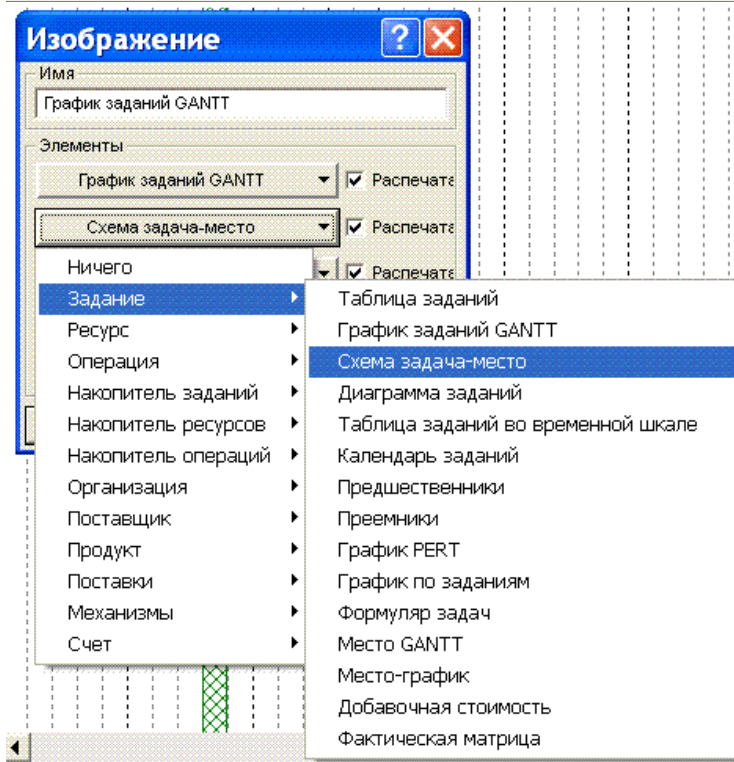 Изображение
Имя
График заданий GANTT
Элементы
График заданий GANTT
Распечата
Схема задача-место
Распечата
Ничего
Распечата
Задание
Ресурс
Операция
Накопитель заданий
Накопитель ресурсов
Накопитель операций
Организация
Поставщик
Продукт
Поставки
Механизмы
Счет
Таблица заданий
График заданий GANTT
Схема задача-место
Диаграмма заданий
Таблица заданий во временной шкале
Календарь заданий
Предшественники
Преемники
График PERT
График по заданиям
Формуляр задач
Место GANTT
Место-график
Добавочная стоимость
Фактическая матрица